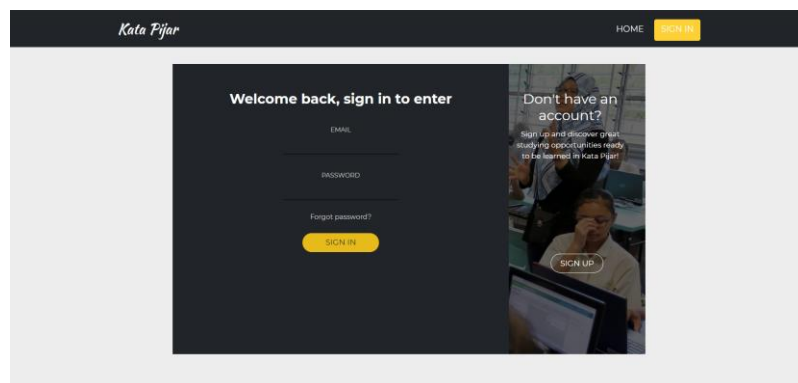 Kata Pijar
HOME
SIGN IN
Welcome back, sign in to enter
EMAIL
PASSWORD
Forgot password?
SIGN IN
Don't have an
account?
Sign up and discover great
studying opportunities ready
to be learned in Kata Pijar!
SIGN UP